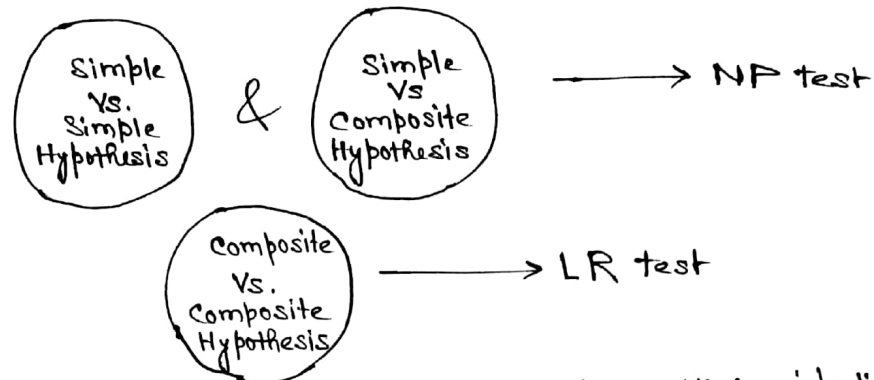 Simple
Vs.
Simple
Hypothesis
&
Simple
Vs
Composite
Hypothesis
NP test
Composite
Vs.
Composite
Hypothesis
LR test